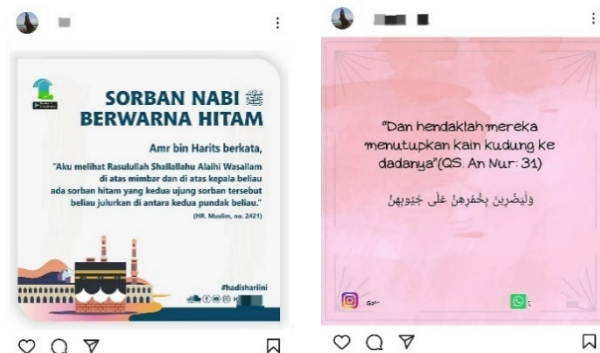 SORBAN NABI ﷺ
BERWARNA HITAM
Amr bin Harits berkata,
"Aku melihat Rasulullah Shallallahu Alaihi Wasallam
di atas mimbar dan di atas kepala beliau
ada sorban hitam yang kedua ujung sorban tersebut
beliau julurkan di antara kedua pundak beliau."
(HR. Muslim, no. 2421)
#hadishariini
"Dan hendaklah mereka
menutupkan kain kudung ke
dadanya"(QS. An Nur: 31)
وَلْيَضْرِبْنَ بِخُمُرِهِنَّ عَلَى جُيُوبِهِنَّ